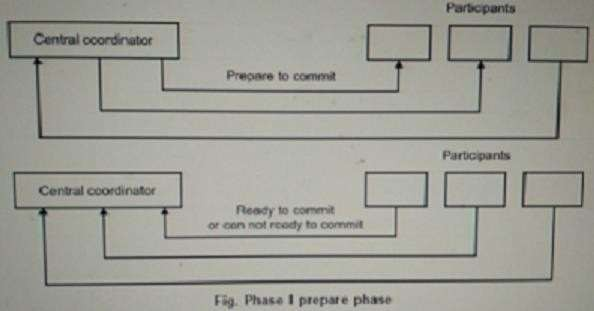 Participants
Central coordinator
Prepare to commit
Participants
Central coordinator
Ready to commit
or can not ready to commit
Fig. Phase I prepare phase